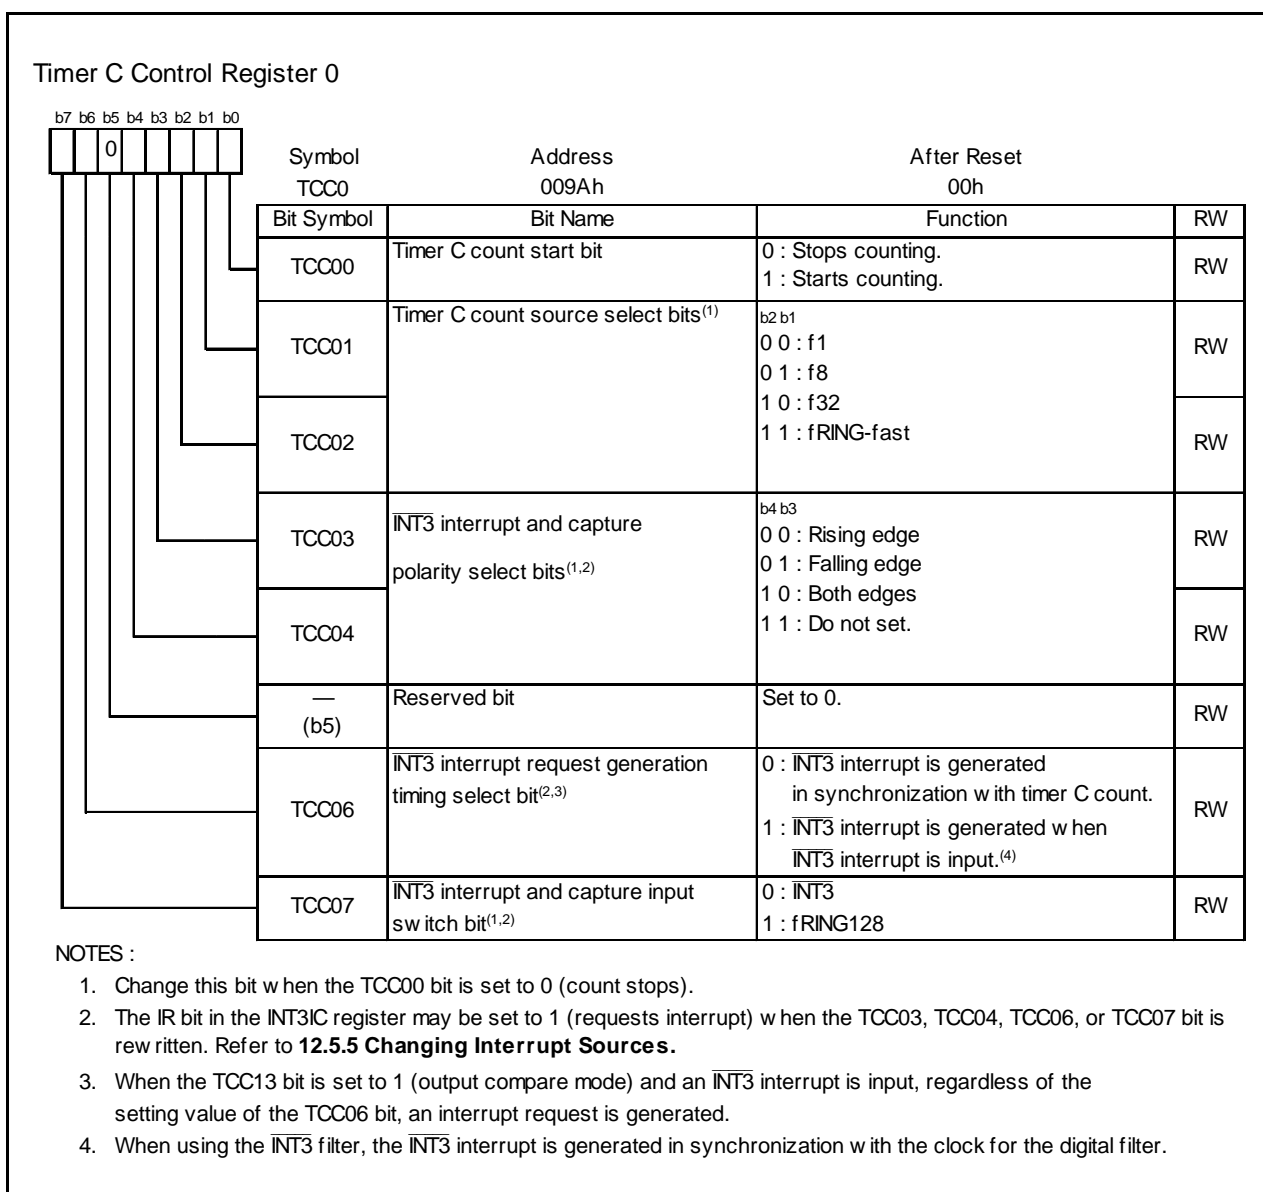 Timer C Control Register 0
b7 b6 b5 b4 b3 b2 b1 b0
0
Symbol Address After Reset
TCC0 009Ah 00h
Bit Symbol Bit Name Function RW
TCC00 Timer C count start bit 0 : Stops counting. RW
1 : Starts counting.
TCC01 Timer C count source select bits(1) b2 b1 RW
0 0 : f1
0 1 : f8
1 0 : f32
TCC02 1 1 : fRING-fast RW
TCC03 INT3 interrupt and capture b4 b3 RW
polarity select bits(1,2) 0 0 : Rising edge
0 1 : Falling edge
1 0 : Both edges
TCC04 1 1 : Do not set. RW
— Reserved bit Set to 0. RW
(b5)
TCC06 INT3 interrupt request generation 0 : INT3 interrupt is generated RW
timing select bit(2,3) in synchronization with timer C count.
1 : INT3 interrupt is generated when
INT3 interrupt is input.(4)
TCC07 INT3 interrupt and capture input 0 : INT3 RW
switch bit(1,2) 1 : fRING128
NOTES :
1. Change this bit when the TCC00 bit is set to 0 (count stops).
2. The IR bit in the INT3IC register may be set to 1 (requests interrupt) when the TCC03, TCC04, TCC06, or TCC07 bit is
rewritten. Refer to 12.5.5 Changing Interrupt Sources.
3. When the TCC13 bit is set to 1 (output compare mode) and an INT3 interrupt is input, regardless of the
setting value of the TCC06 bit, an interrupt request is generated.
4. When using the INT3 filter, the INT3 interrupt is generated in synchronization with the clock for the digital filter.